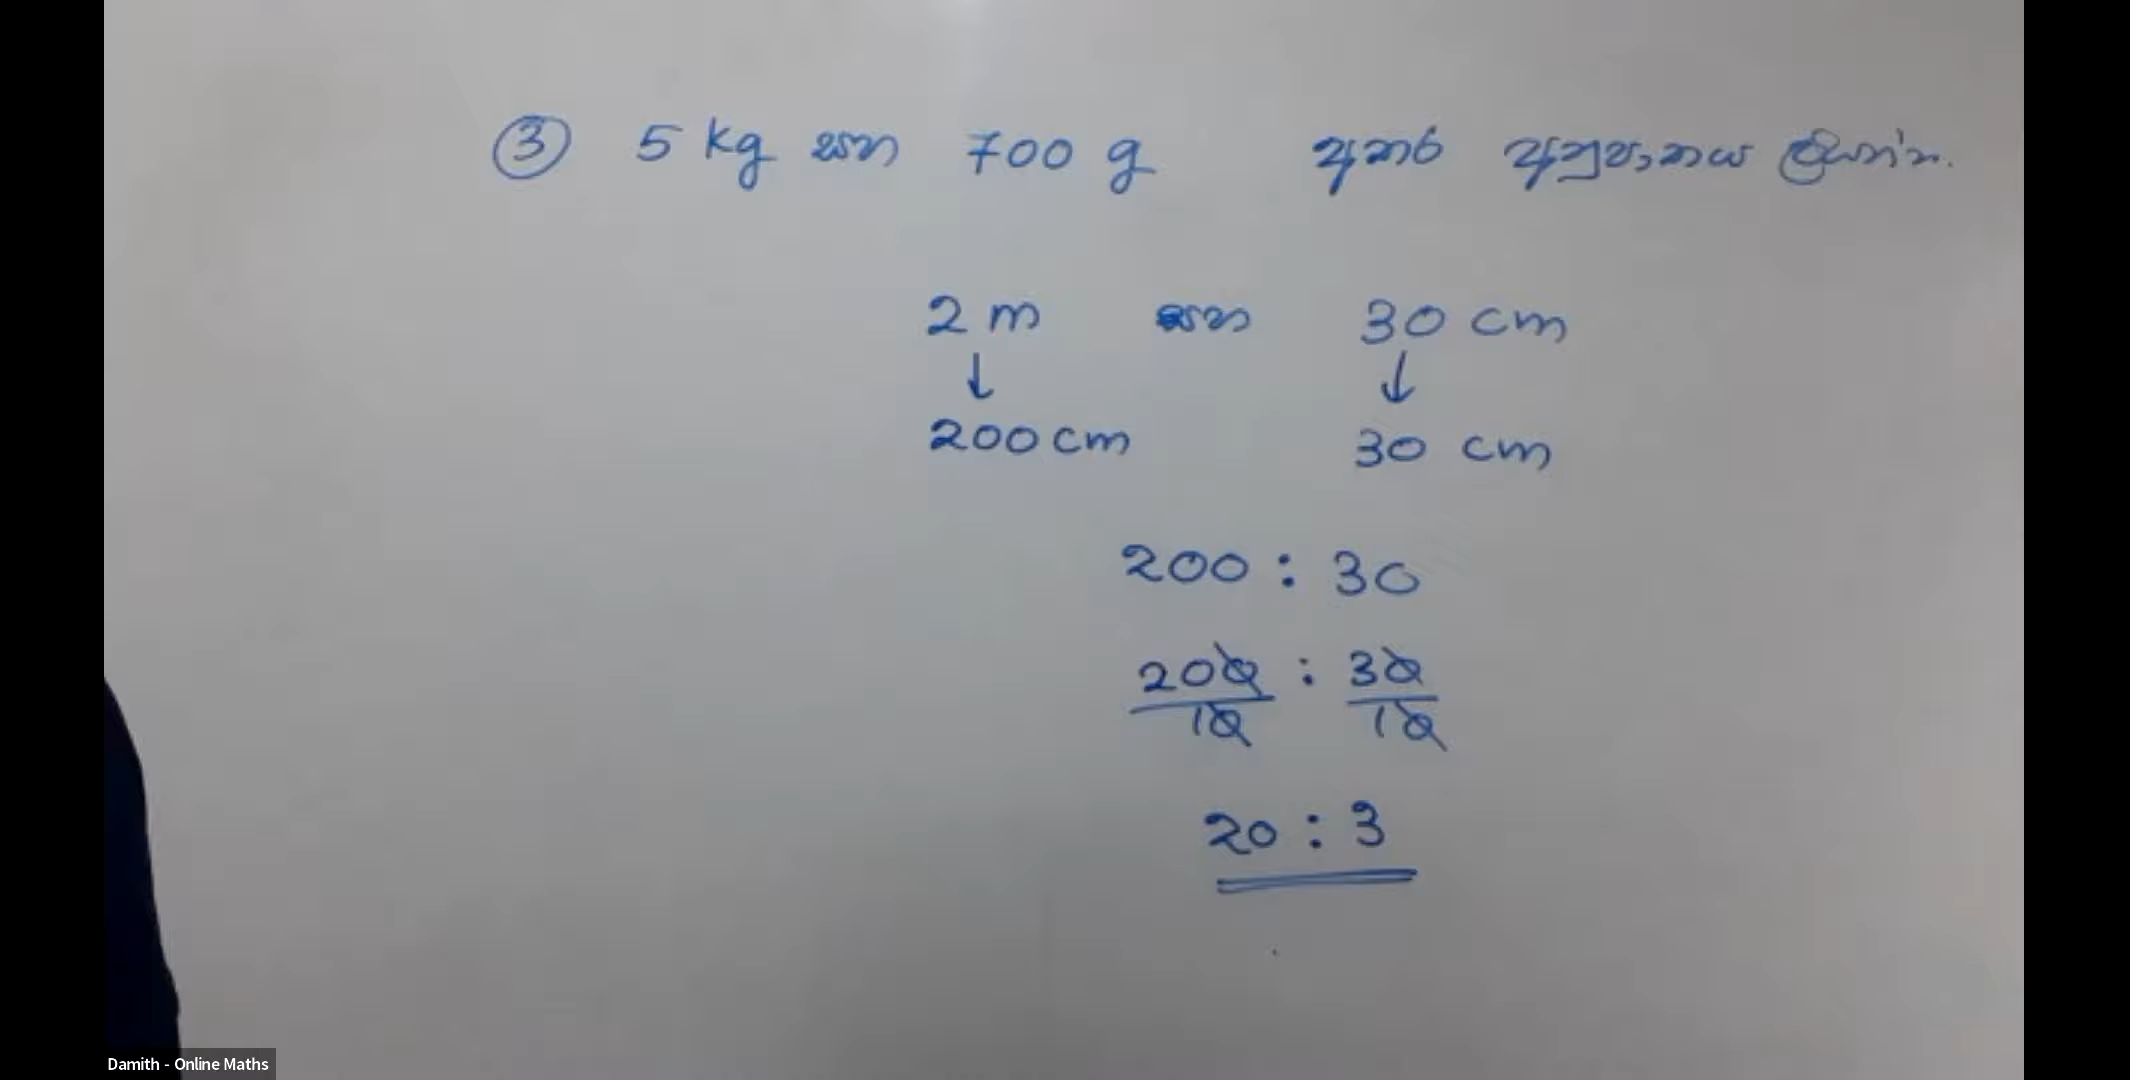 ③ 5 kg සහ 700 g අතර අනුපාතය ලියන්න.
2 m සහ 30 cm
↓ ↓
200 cm 30 cm
200 : 30
200/10 : 30/10
20 : 3
Damith - Online Maths